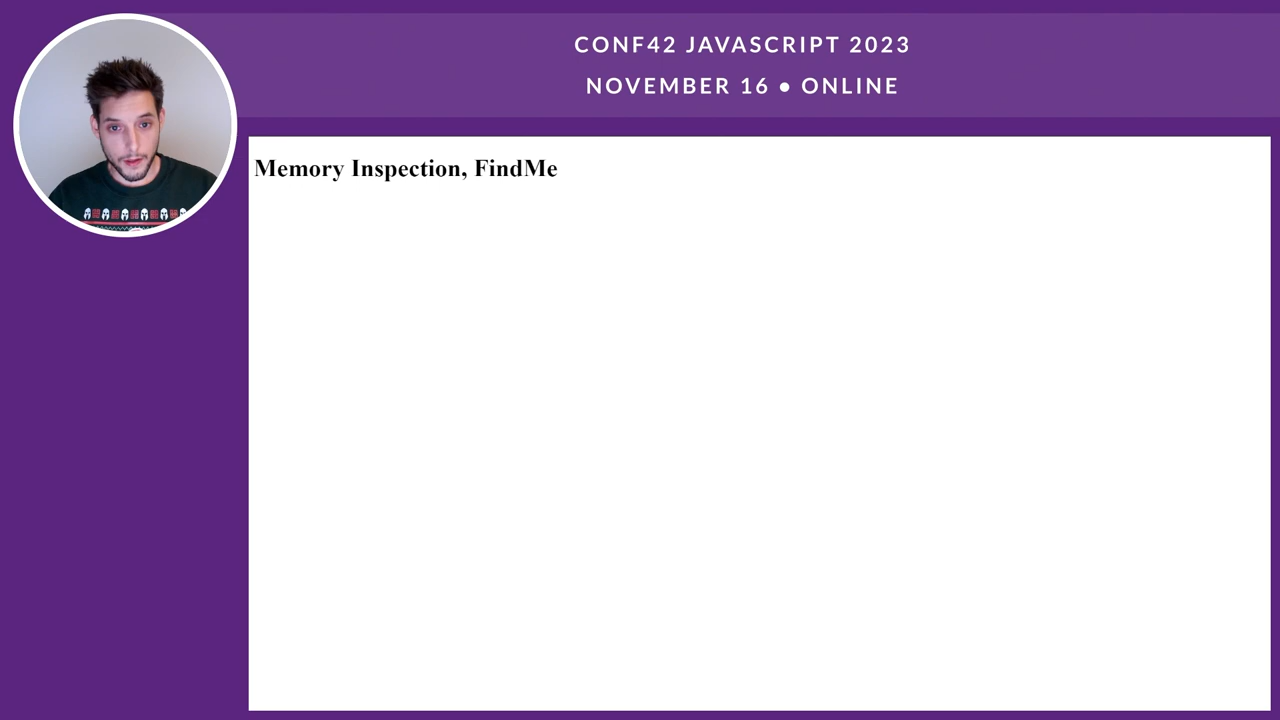 CONF42 JAVASCRIPT 2023
NOVEMBER 16 ● ONLINE
Memory Inspection, FindMe